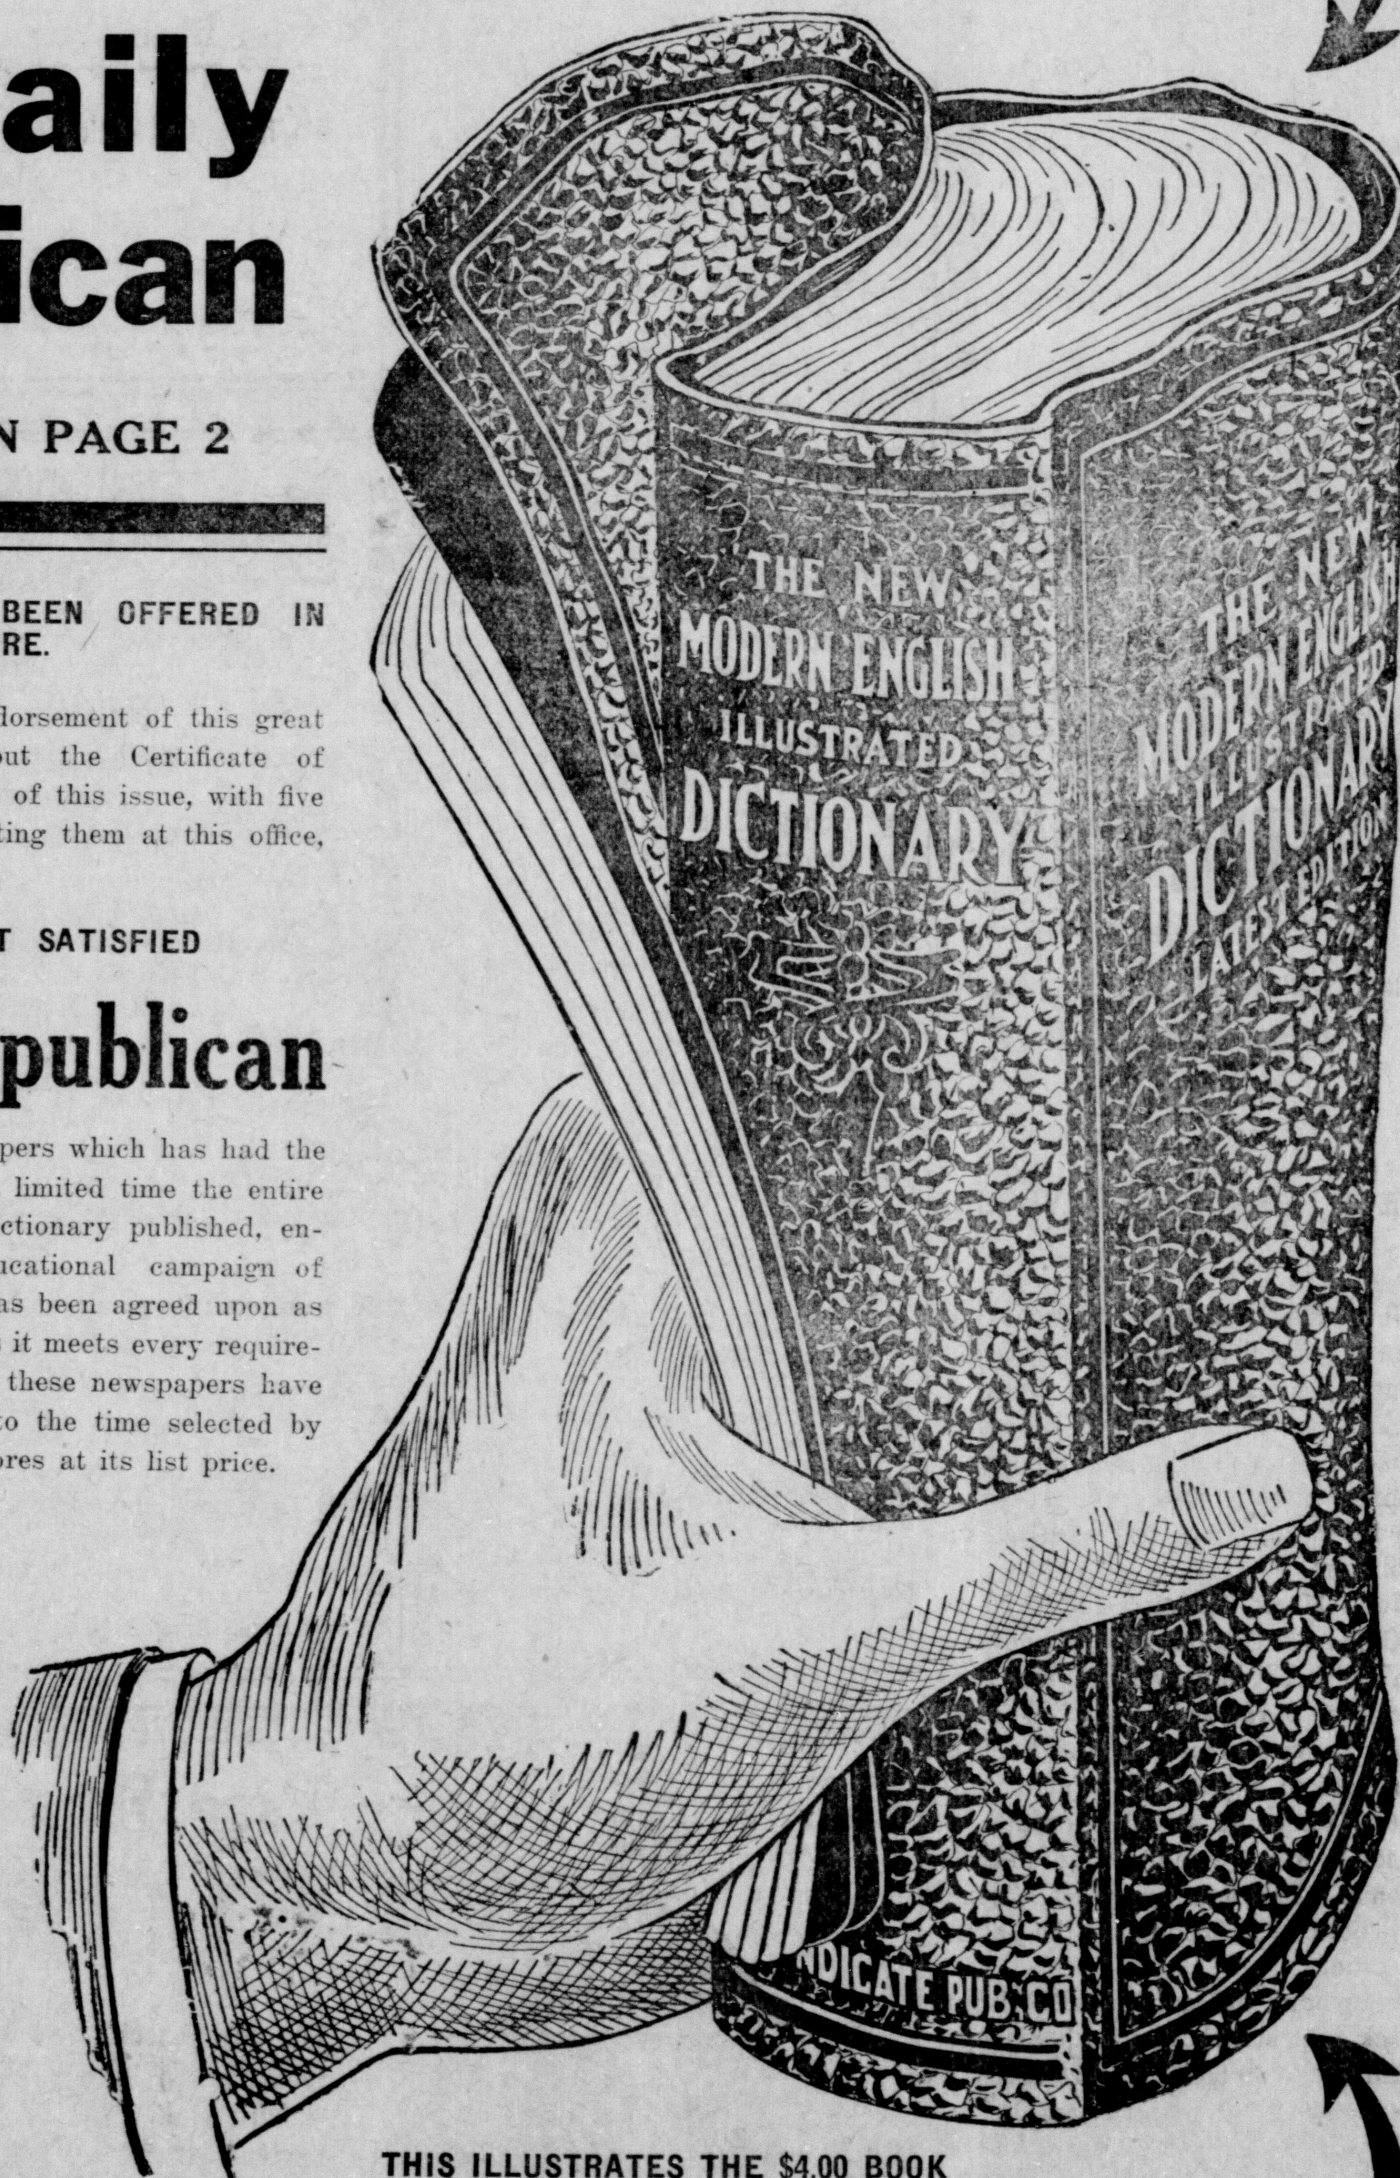 aily
ican
N PAGE 2
BEEN OFFERED IN
RE.
dorsement of this great
out the Certificate of
of this issue, with five
ting them at this office,
T SATISFIED
publican
pers which has had the
limited time the entire
ctionary published, en-
ucational campaign of
as been agreed upon as
it meets every require-
these newspapers have
to the time selected by
ores at its list price.
THE NEW
MODERN ENGLISH
ILLUSTRATED
DICTIONARY
NDICATE PUB. CO
THE NEW
MODERN ENGLISH
ILLUSTRATED
DICTIONARY
LATEST EDITION
THIS ILLUSTRATES THE $4.00 BOOK